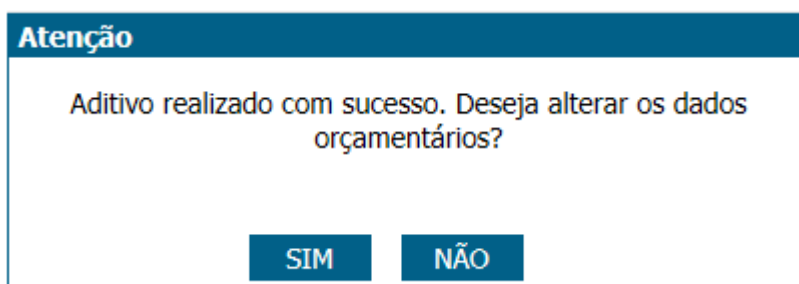 Atenção
Aditivo realizado com sucesso. Deseja alterar os dados
orçamentários?
SIM NÃO